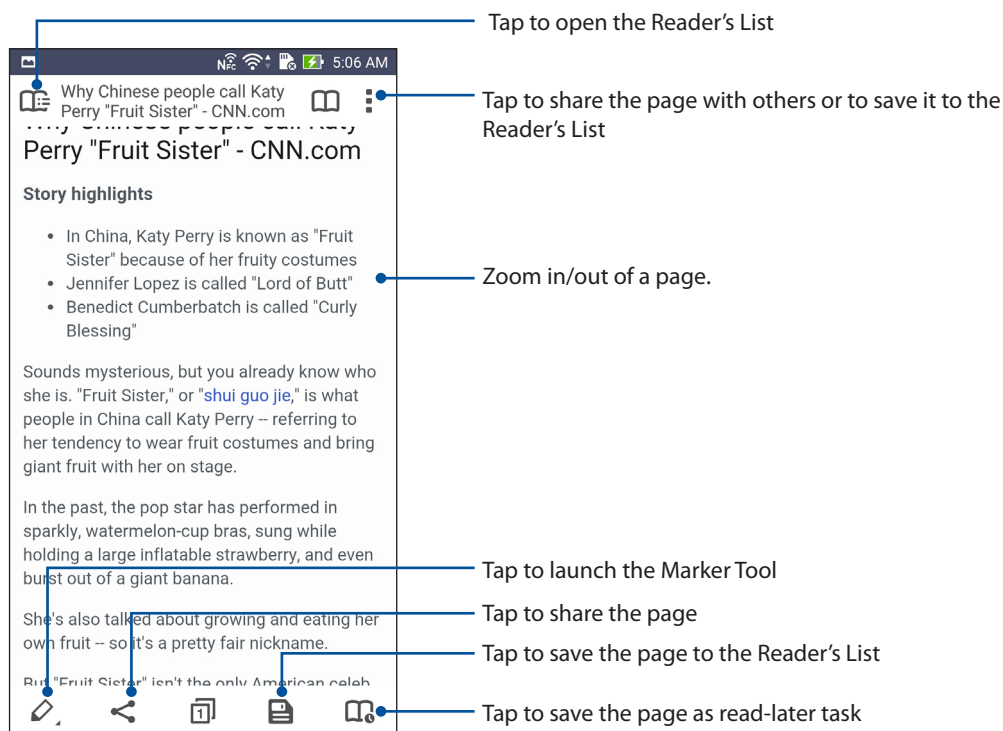 Tap to open the Reader's List
NFC 5:06 AM
Why Chinese people call Katy
Perry "Fruit Sister" - CNN.com
Tap to share the page with others or to save it to the
Reader's List
Why Chinese people call Katy
Perry "Fruit Sister" - CNN.com
Story highlights
• In China, Katy Perry is known as "Fruit
Sister" because of her fruity costumes
• Jennifer Lopez is called "Lord of Butt"
• Benedict Cumberbatch is called "Curly
Blessing"
Zoom in/out of a page.
Sounds mysterious, but you already know who
she is. "Fruit Sister," or "shui guo jie," is what
people in China call Katy Perry -- referring to
her tendency to wear fruit costumes and bring
giant fruit with her on stage.
In the past, the pop star has performed in
sparkly, watermelon-cup bras, sung while
holding a large inflatable strawberry, and even
burst out of a giant banana.
She's also talked about growing and eating her
own fruit -- so it's a pretty fair nickname.
But "Fruit Sister" isn't the only American celeb
Tap to launch the Marker Tool
Tap to share the page
Tap to save the page to the Reader's List
1
Tap to save the page as read-later task